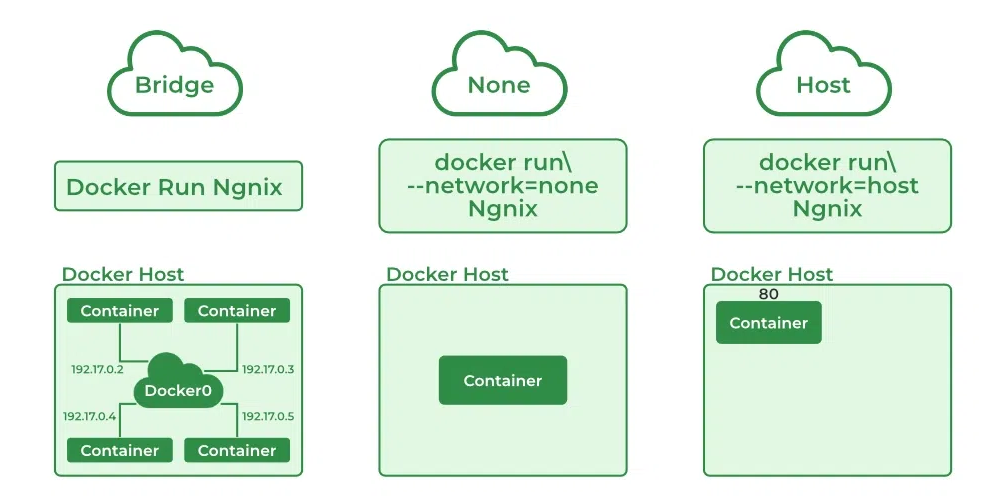 Bridge
None
Host
Docker Run Ngnix
docker run\
--network=none
Ngnix
docker run\
--network=host
Ngnix
Docker Host
Container
Container
192.17.0.2
192.17.0.3
Docker0
192.17.0.4
192.17.0.5
Container
Container
Docker Host
Container
Docker Host
80
Container